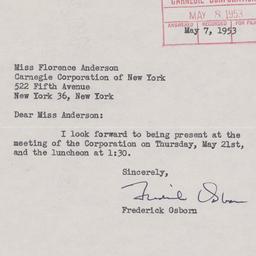 CARNEGIE CORPORATION
MAY 8 1953
ANSWERED RECORDED FOR FILE
May 7, 1953
Miss Florence Anderson
Carnegie Corporation of New York
522 Fifth Avenue
New York 36, New York
Dear Miss Anderson:
I look forward to being present at the
meeting of the Corporation on Thursday, May 21st,
and the luncheon at 1:30.
Sincerely,
Frederick Osborn
Frederick Osborn